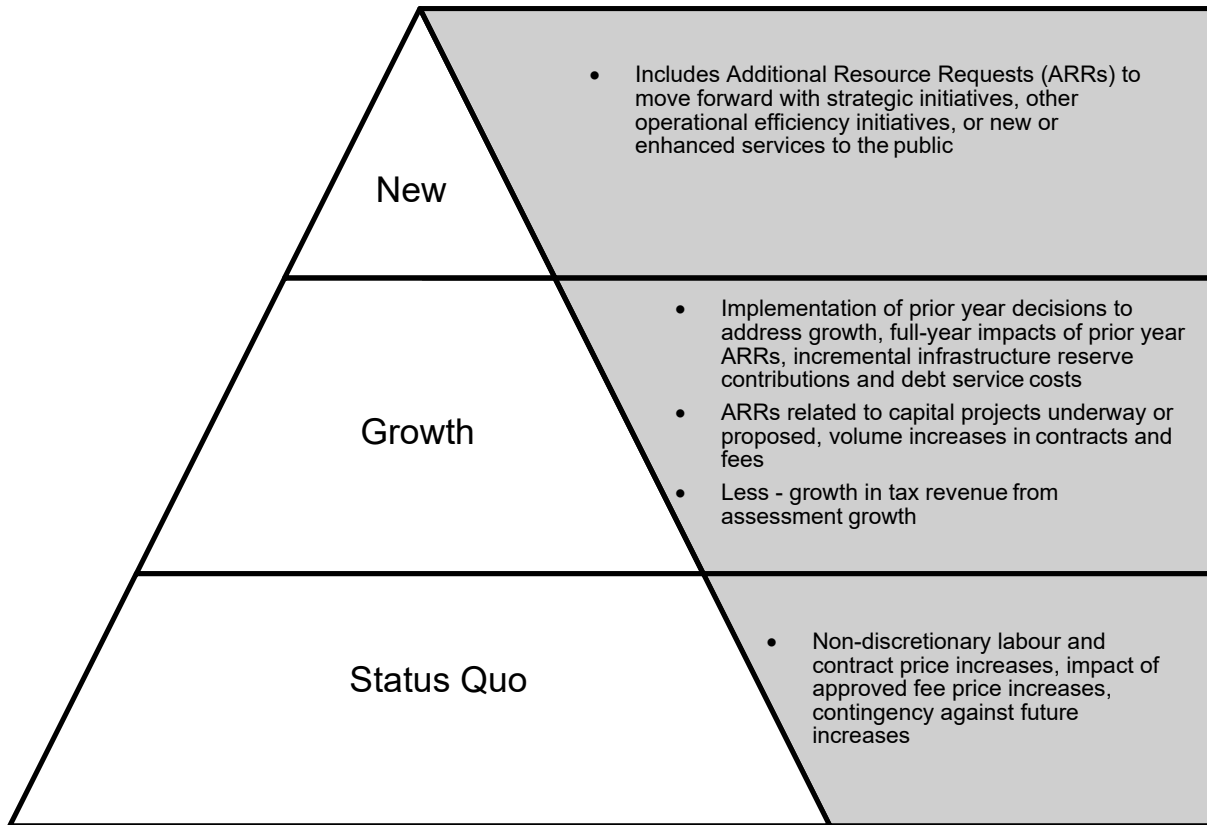 • Includes Additional Resource Requests (ARRs) to
move forward with strategic initiatives, other
operational efficiency initiatives, or new or
enhanced services to the public
New
• Implementation of prior year decisions to
address growth, full-year impacts of prior year
ARRs, incremental infrastructure reserve
contributions and debt service costs
• ARRs related to capital projects underway or
proposed, volume increases in contracts and
fees
• Less - growth in tax revenue from
assessment growth
Growth
• Non-discretionary labour and
contract price increases, impact of
approved fee price increases,
contingency against future
increases
Status Quo